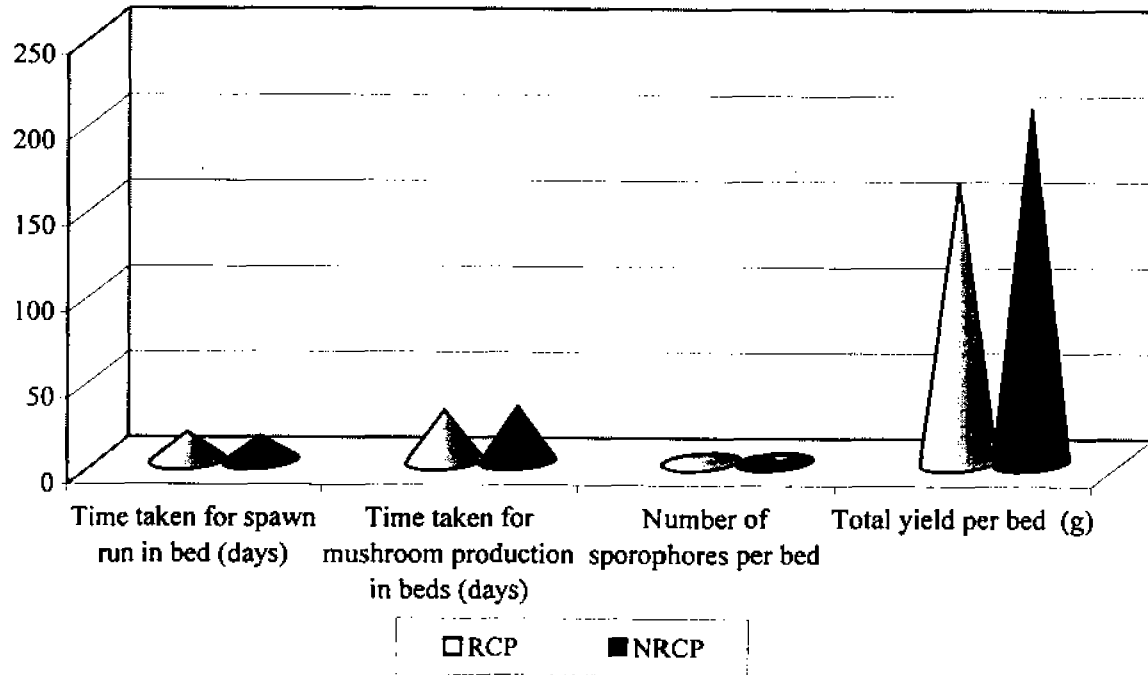 250
200
150
100
50
0
Time taken for spawn
run in bed (days)
Time taken for
mushroom production
in beds (days)
Number of
sporophores per bed
Total yield per bed (g)
RCP
NRCP